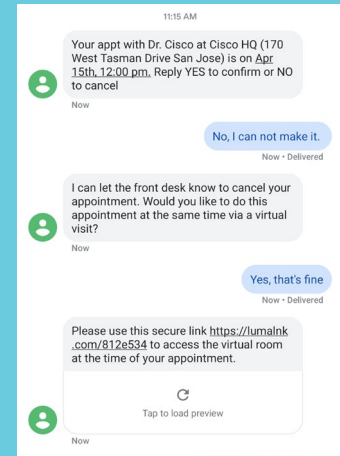 11:15 AM
Your appt with Dr. Cisco at Cisco HQ (170
West Tasman Drive San Jose) is on Apr
15th, 12:00 pm. Reply YES to confirm or NO
to cancel
Now
No, I can not make it.
Now • Delivered
I can let the front desk know to cancel your
appointment. Would you like to do this
appointment at the same time via a virtual
visit?
Now
Yes, that's fine
Now • Delivered
Please use this secure link https://lumalnk
.com/812e534 to access the virtual room
at the time of your appointment.
Tap to load preview
Now